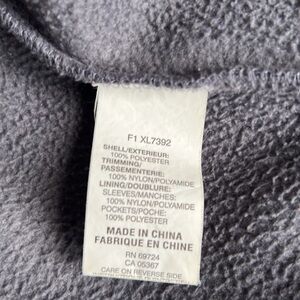 F1 XL7392
SHELL/EXTERIEUR:
100% POLYESTER
TRIMMING/
PASSEMENTERIE:
100% NYLON/POLYAMIDE
LINING/DOUBLURE:
SLEEVES/MANCHES:
100% NYLON/POLYAMIDE
POCKETS/POCHE:
100% POLYESTER
MADE IN CHINA
FABRIQUE EN CHINE
RN 69724
CA 05367
CARE ON REVERSE SIDE